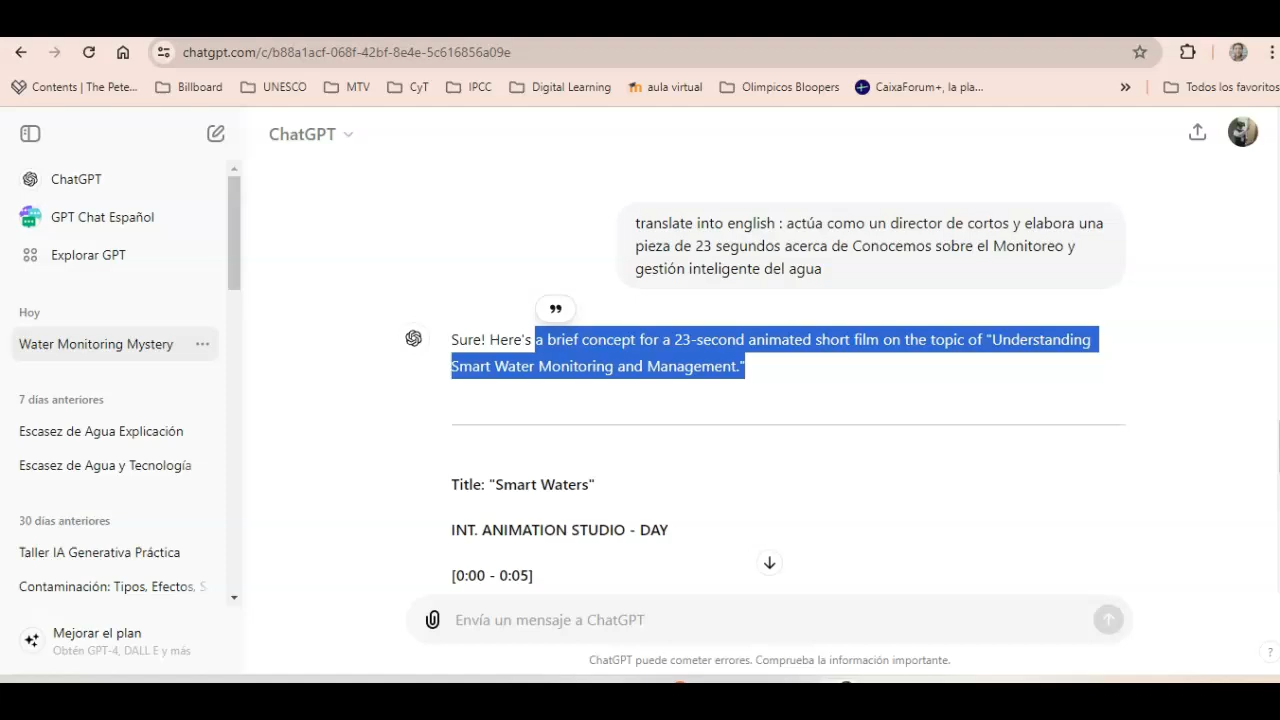 chatgpt.com/c/b88a1acf-068f-42bf-8e4e-5c616856a09e
Contents | The Pete...
Billboard
UNESCO
MTV
CyT
IPCC
Digital Learning
aula virtual
Olimpicos Bloopers
CaixaForum+, la pla...
»
Todos los favoritos
ChatGPT
ChatGPT
GPT Chat Español
Explorar GPT
Hoy
Water Monitoring Mystery
7 días anteriores
Escasez de Agua Explicación
Escasez de Agua y Tecnología
30 días anteriores
Taller IA Generativa Práctica
Contaminación: Tipos, Efectos, S
Mejorar el plan
Obtén GPT-4, DALL E y más
translate into english : actúa como un director de cortos y elabora una
pieza de 23 segundos acerca de Conocemos sobre el Monitoreo y
gestión inteligente del agua
Sure! Here's a brief concept for a 23-second animated short film on the topic of "Understanding
Smart Water Monitoring and Management."
Title: "Smart Waters"
INT. ANIMATION STUDIO - DAY
[0:00 - 0:05]
Envía un mensaje a ChatGPT
ChatGPT puede cometer errores. Comprueba la información importante.
?